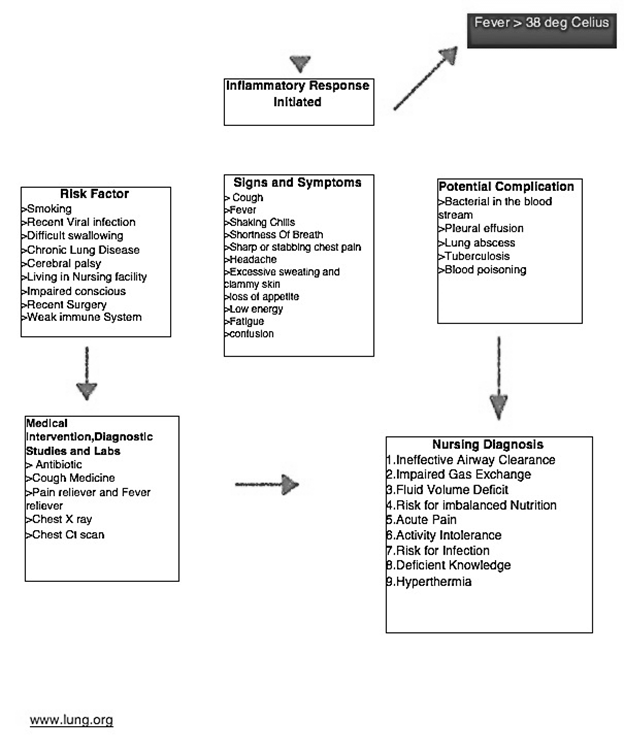 Fever > 38 deg Celius
Inflammatory Response
Initiated
Risk Factor
>Smoking
>Recent Viral infection
>Difficult swallowing
>Chronic Lung Disease
>Cerebral palsy
>Living in Nursing facility
>Impaired conscious
>Recent Surgery
>Weak immune System
Signs and Symptoms
> Cough
>Fever
>Shaking Chills
>Shortness Of Breath
>Sharp or stabbing chest pain
>Headache
>Excessive sweating and
clammy skin
>loss of appetite
>Low energy
>Fatigue
>confusion
Potential Complication
>Bacterial in the blood
stream
>Pleural effusion
>Lung abscess
>Tuberculosis
>Blood poisoning
Medical
Intervention,Diagnostic
Studies and Labs
> Antibiotic
>Cough Medicine
>Pain reliever and Fever
reliever
>Chest X ray
>Chest Ct scan
Nursing Diagnosis
1.Ineffective Airway Clearance
2.Impaired Gas Exchange
3.Fluid Volume Deficit
4.Risk for imbalanced Nutrition
5.Acute Pain
6.Activity Intolerance
7.Risk for Infection
8.Deficient Knowledge
9.Hyperthermia
www.lung.org